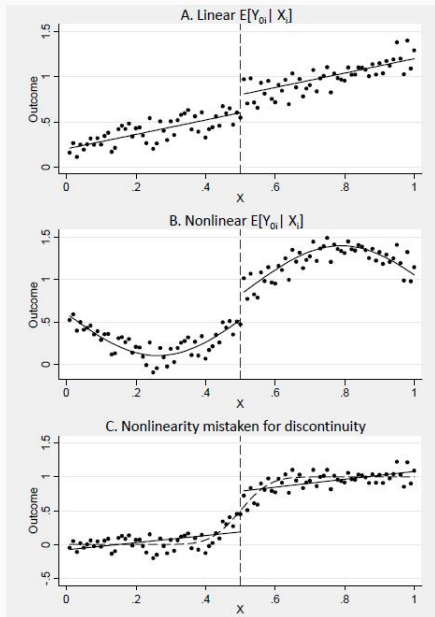 A. Linear E[Y₀ᵢ| Xᵢ]
Outcome
1.5
1
.5
0
0 .2 .4 .6 .8 1
X
B. Nonlinear E[Y₀ᵢ| Xᵢ]
Outcome
1.5
1
.5
0
0 .2 .4 .6 .8 1
X
C. Nonlinearity mistaken for discontinuity
Outcome
1.5
1
.5
0
-.5
0 .2 .4 .6 .8 1
X